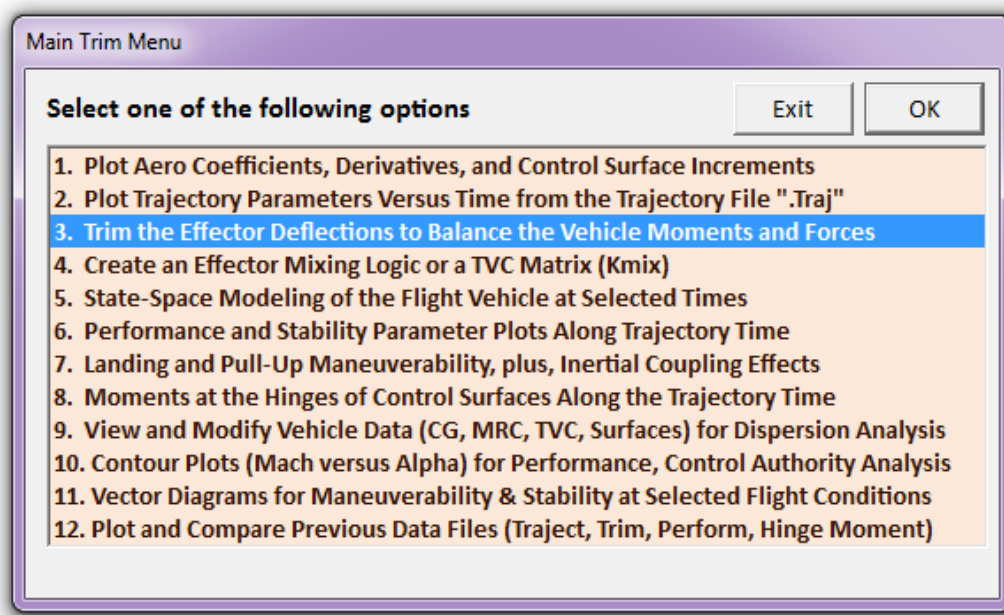 Main Trim Menu
Select one of the following options
Exit
OK
1. Plot Aero Coefficients, Derivatives, and Control Surface Increments
2. Plot Trajectory Parameters Versus Time from the Trajectory File ".Traj"
3. Trim the Effector Deflections to Balance the Vehicle Moments and Forces
4. Create an Effector Mixing Logic or a TVC Matrix (Kmix)
5. State-Space Modeling of the Flight Vehicle at Selected Times
6. Performance and Stability Parameter Plots Along Trajectory Time
7. Landing and Pull-Up Maneuverability, plus, Inertial Coupling Effects
8. Moments at the Hinges of Control Surfaces Along the Trajectory Time
9. View and Modify Vehicle Data (CG, MRC, TVC, Surfaces) for Dispersion Analysis
10. Contour Plots (Mach versus Alpha) for Performance, Control Authority Analysis
11. Vector Diagrams for Maneuverability & Stability at Selected Flight Conditions
12. Plot and Compare Previous Data Files (Traject, Trim, Perform, Hinge Moment)